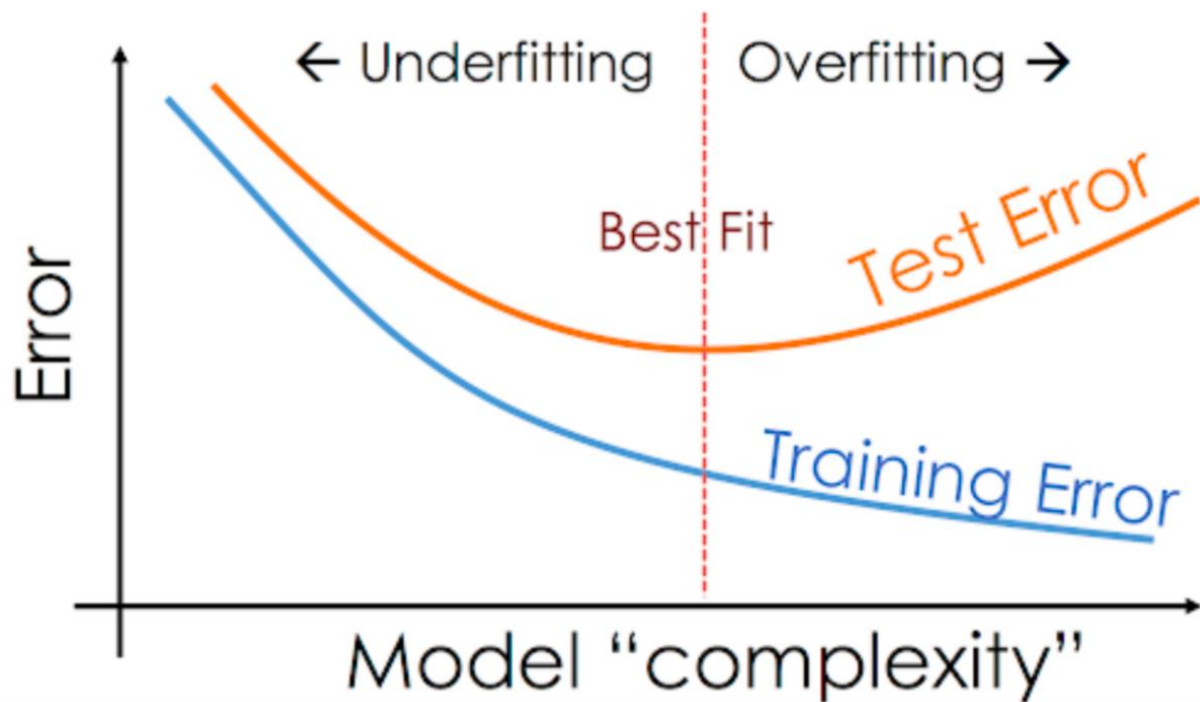 ← Underfitting
Overfitting →
Best Fit
Test Error
Error
Training Error
Model “complexity”